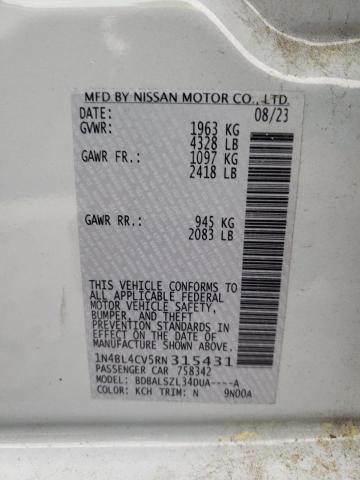 MFD BY NISSAN MOTOR CO., LTD.
DATE: 08/23
GVWR: 1963 KG
4328 LB
GAWR FR.: 1097 KG
2418 LB
GAWR RR.: 945 KG
2083 LB
THIS VEHICLE CONFORMS TO
ALL APPLICABLE FEDERAL
MOTOR VEHICLE SAFETY,
BUMPER, AND THEFT
PREVENTION STANDARDS
IN EFFECT ON THE DATE
OF MANUFACTURE
SHOWN ABOVE.
1N4BL4CV5RN315431
PASSENGER CAR 758342
MODEL: BDBALSZL34DUA----A
COLOR: KCH TRIM: N 9N00A